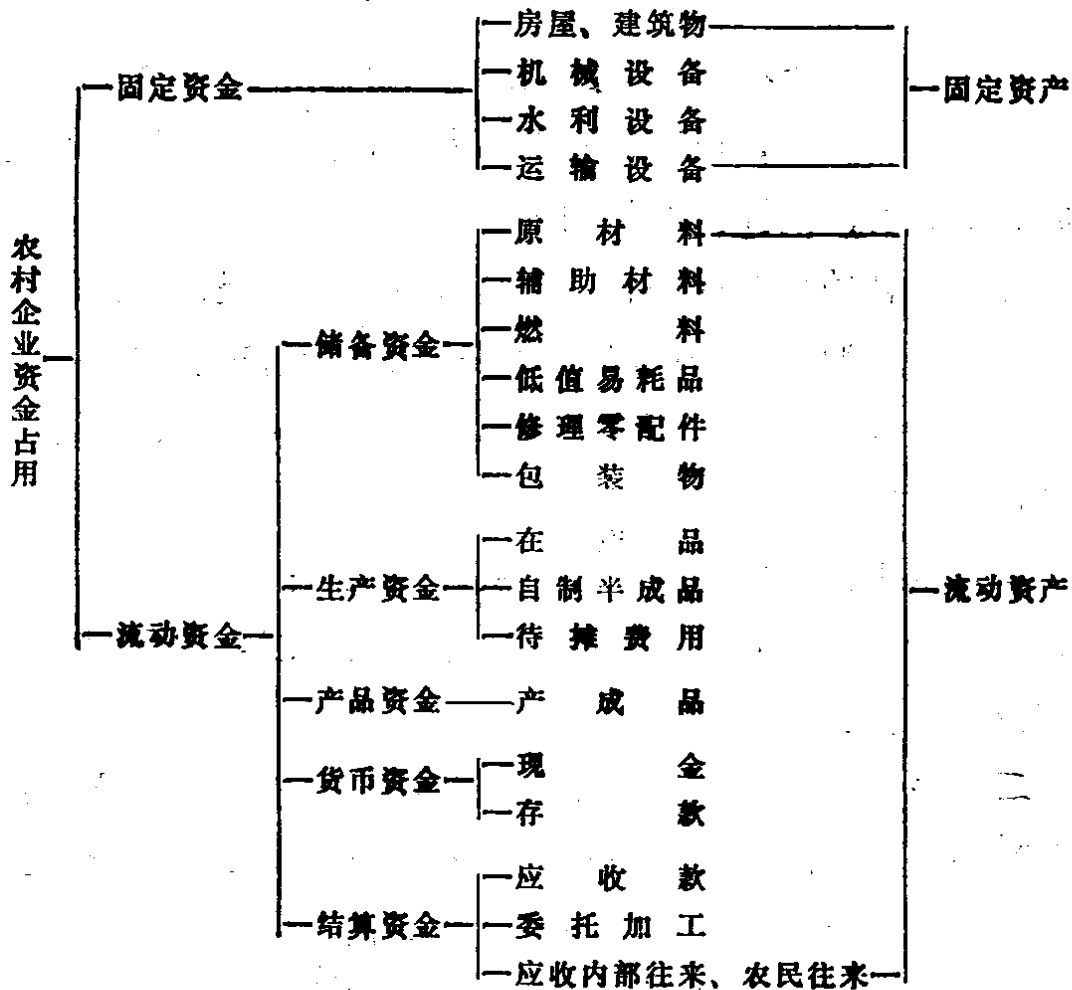 农村企业资金占用
固定资金
房屋、建筑物
机械设备
水利设备
运输设备
固定资产
流动资金
储备资金
原材料
辅助材料
燃料
低值易耗品
修理零配件
包装物
生产资金
在 品
自制半成品
待摊费用
产品资金
产成品
货币资金
现金
存款
结算资金
应收款
委托加工
应收内部往来、农民往来
流动资产